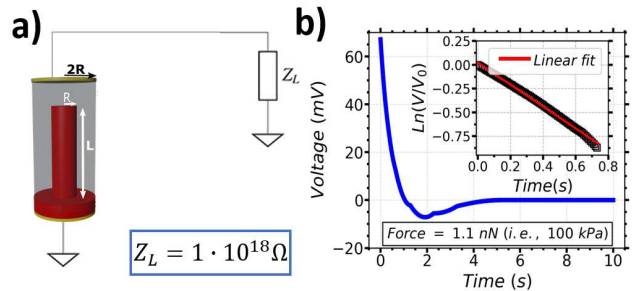 a)
2R
R
L
Z_L
Z_L = 1 · 10^18 Ω
b)
Voltage (mV)
60
40
20
0
−20
0 2 4 6 8 10
Time (s)
Force = 1.1 nN (i.e., 100 kPa)
Ln(V/V_0)
0.25
0.00
−0.25
−0.50
−0.75
0.0 0.2 0.4 0.6 0.8
Time(s)
Linear fit